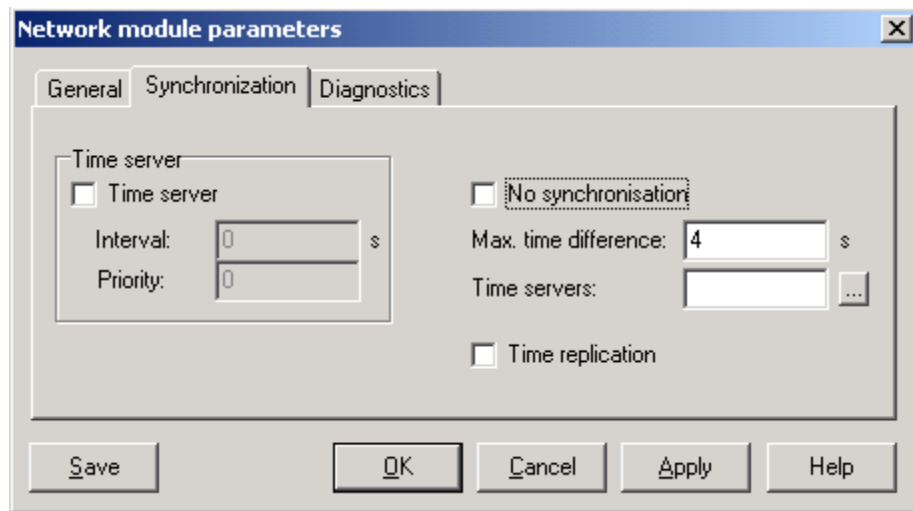 Network module parameters
General Synchronization Diagnostics
Time server
Time server
Interval: 0 s
Priority: 0
No synchronisation
Max. time difference: 4 s
Time servers: ...
Time replication
Save OK Cancel Apply Help